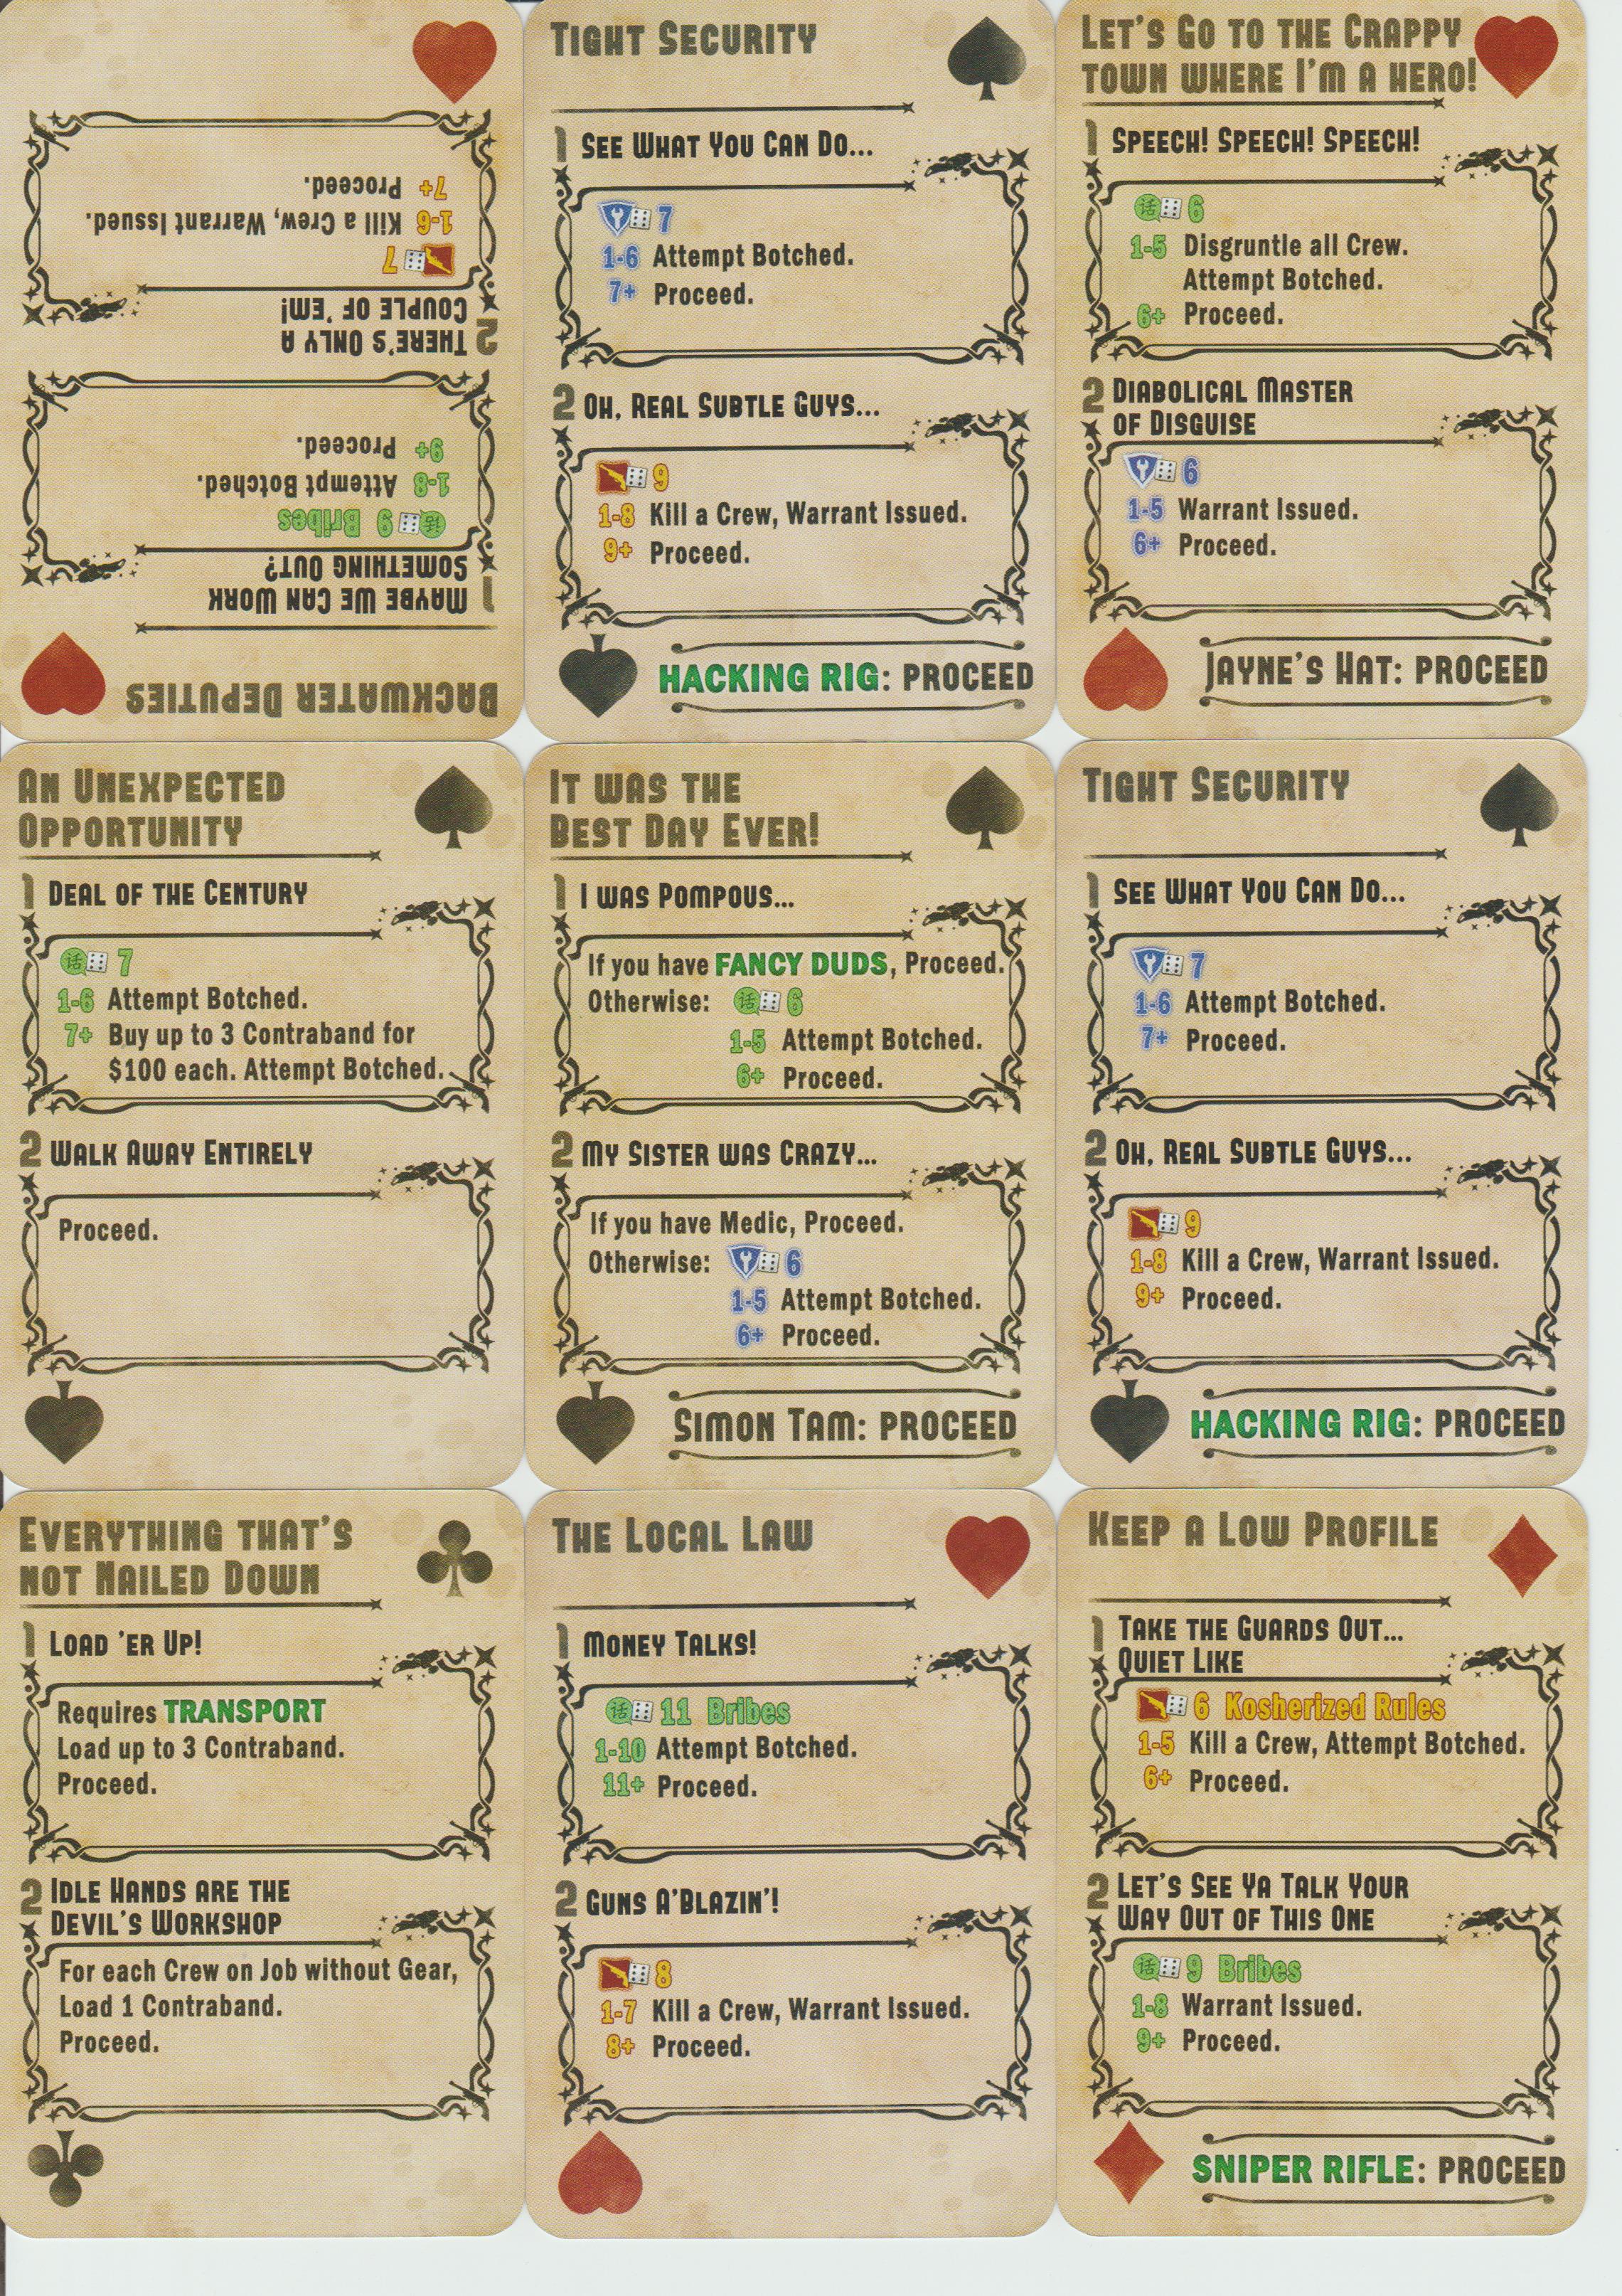 BACKWATER DEPUTIES
1 MAYBE WE CAN WORK
SOMETHING OUT?
话 9 Bribes
1-8 Attempt Botched.
9+ Proceed.
2 THERE'S ONLY A
COUPLE OF 'EM!
7
1-6 Kill a Crew, Warrant Issued.
7+ Proceed.
TIGHT SECURITY
1 SEE WHAT YOU CAN DO...
7
1-6 Attempt Botched.
7+ Proceed.
2 OH, REAL SUBTLE GUYS...
9
1-8 Kill a Crew, Warrant Issued.
9+ Proceed.
HACKING RIG: PROCEED
LET'S GO TO THE CRAPPY
TOWN WHERE I'M A HERO!
1 SPEECH! SPEECH! SPEECH!
话 6
1-5 Disgruntle all Crew.
Attempt Botched.
6+ Proceed.
2 DIABOLICAL MASTER
OF DISGUISE
6
1-5 Warrant Issued.
6+ Proceed.
JAYNE'S HAT: PROCEED
AN UNEXPECTED
OPPORTUNITY
1 DEAL OF THE CENTURY
话 7
1-6 Attempt Botched.
7+ Buy up to 3 Contraband for
$100 each. Attempt Botched.
2 WALK AWAY ENTIRELY
Proceed.
IT WAS THE
BEST DAY EVER!
1 I WAS POMPOUS...
If you have FANCY DUDS, Proceed.
Otherwise: 话 6
1-5 Attempt Botched.
6+ Proceed.
2 MY SISTER WAS CRAZY...
If you have Medic, Proceed.
Otherwise: 6
1-5 Attempt Botched.
6+ Proceed.
SIMON TAM: PROCEED
TIGHT SECURITY
1 SEE WHAT YOU CAN DO...
7
1-6 Attempt Botched.
7+ Proceed.
2 OH, REAL SUBTLE GUYS...
9
1-8 Kill a Crew, Warrant Issued.
9+ Proceed.
HACKING RIG: PROCEED
EVERYTHING THAT'S
NOT NAILED DOWN
1 LOAD 'ER UP!
Requires TRANSPORT
Load up to 3 Contraband.
Proceed.
2 IDLE HANDS ARE THE
DEVIL'S WORKSHOP
For each Crew on Job without Gear,
Load 1 Contraband.
Proceed.
THE LOCAL LAW
1 MONEY TALKS!
话 11 Bribes
1-10 Attempt Botched.
11+ Proceed.
2 GUNS A'BLAZIN'!
8
1-7 Kill a Crew, Warrant Issued.
8+ Proceed.
KEEP A LOW PROFILE
1 TAKE THE GUARDS OUT...
QUIET LIKE
6 Kosherized Rules
1-5 Kill a Crew, Attempt Botched.
6+ Proceed.
2 LET'S SEE YA TALK YOUR
WAY OUT OF THIS ONE
话 9 Bribes
1-8 Warrant Issued.
9+ Proceed.
SNIPER RIFLE: PROCEED